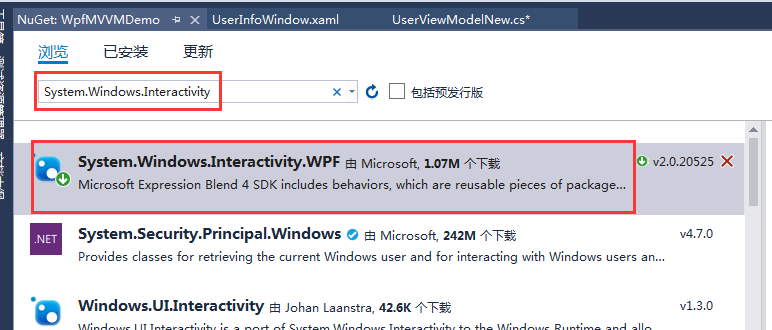 NuGet: WpfMVVMDemo
UserInfoWindow.xaml
UserViewModelNew.cs*
浏览
已安装
更新
System.Windows.Interactivity
包括预发行版
System.Windows.Interactivity.WPF 由 Microsoft, 1.07M 个下载
v2.0.20525
Microsoft Expression Blend 4 SDK includes behaviors, which are reusable pieces of package...
.NET
System.Security.Principal.Windows 由 Microsoft, 242M 个下载
v4.7.0
Provides classes for retrieving the current Windows user and for interacting with Windows users an...
Windows.UI.Interactivity 由 Johan Laanstra, 42.6K 个下载
v1.3.0
Windows.UI.Interactivity is a port of System.Windows.Interactivity to the Windows Runtime and allo